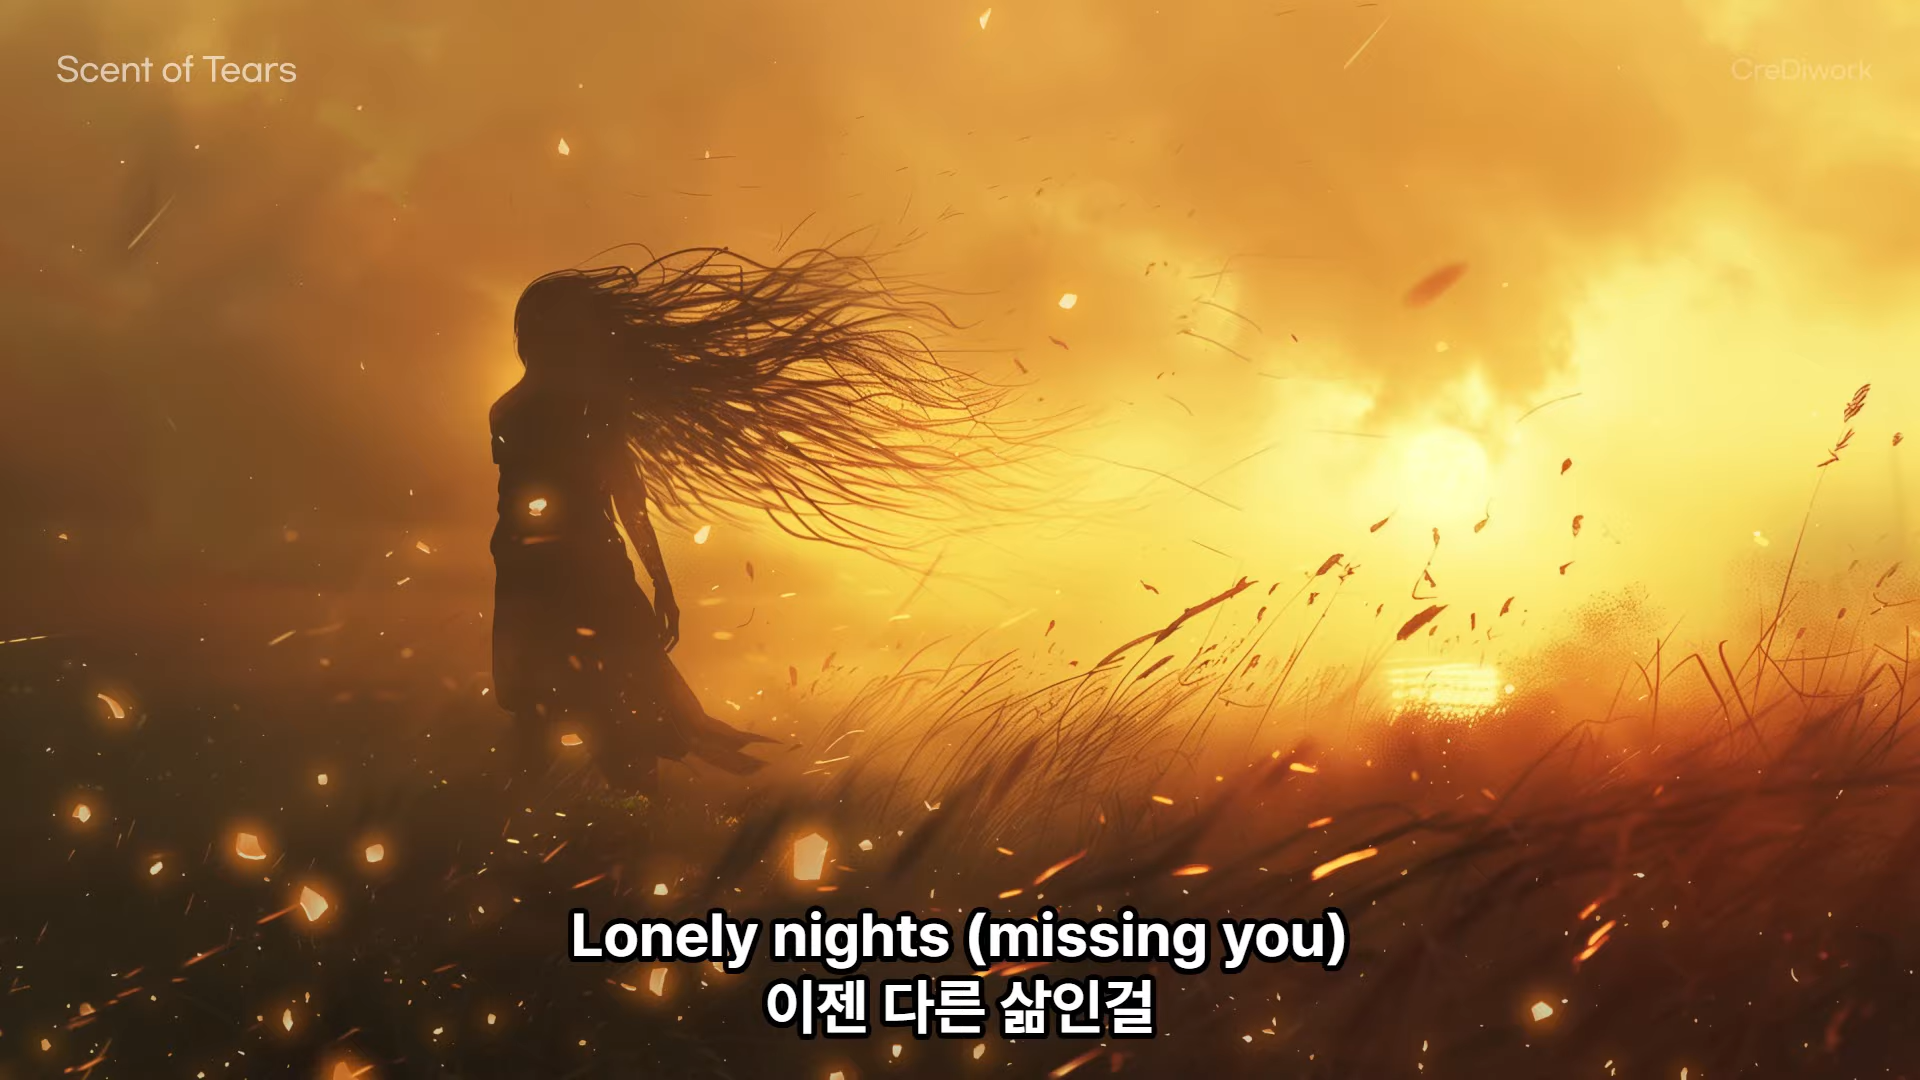 Scent of Tears
CreDiwork
Lonely nights (missing you)
이젠 다른 삶인걸